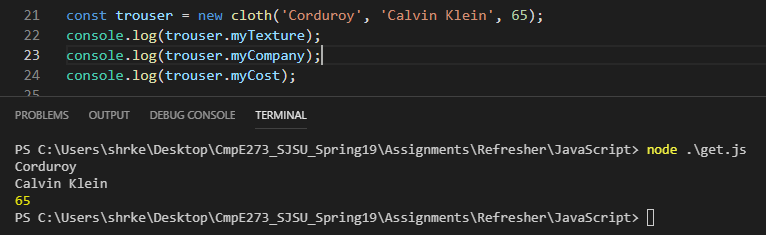 21 const trouser = new cloth('Corduroy', 'Calvin Klein', 65);
22 console.log(trouser.myTexture);
23 console.log(trouser.myCompany);
24 console.log(trouser.myCost);
25
PROBLEMS OUTPUT DEBUG CONSOLE TERMINAL
PS C:\Users\shrke\Desktop\CmpE273_SJSU_Spring19\Assignments\Refresher\JavaScript> node .\get.js
Corduroy
Calvin Klein
65
PS C:\Users\shrke\Desktop\CmpE273_SJSU_Spring19\Assignments\Refresher\JavaScript>